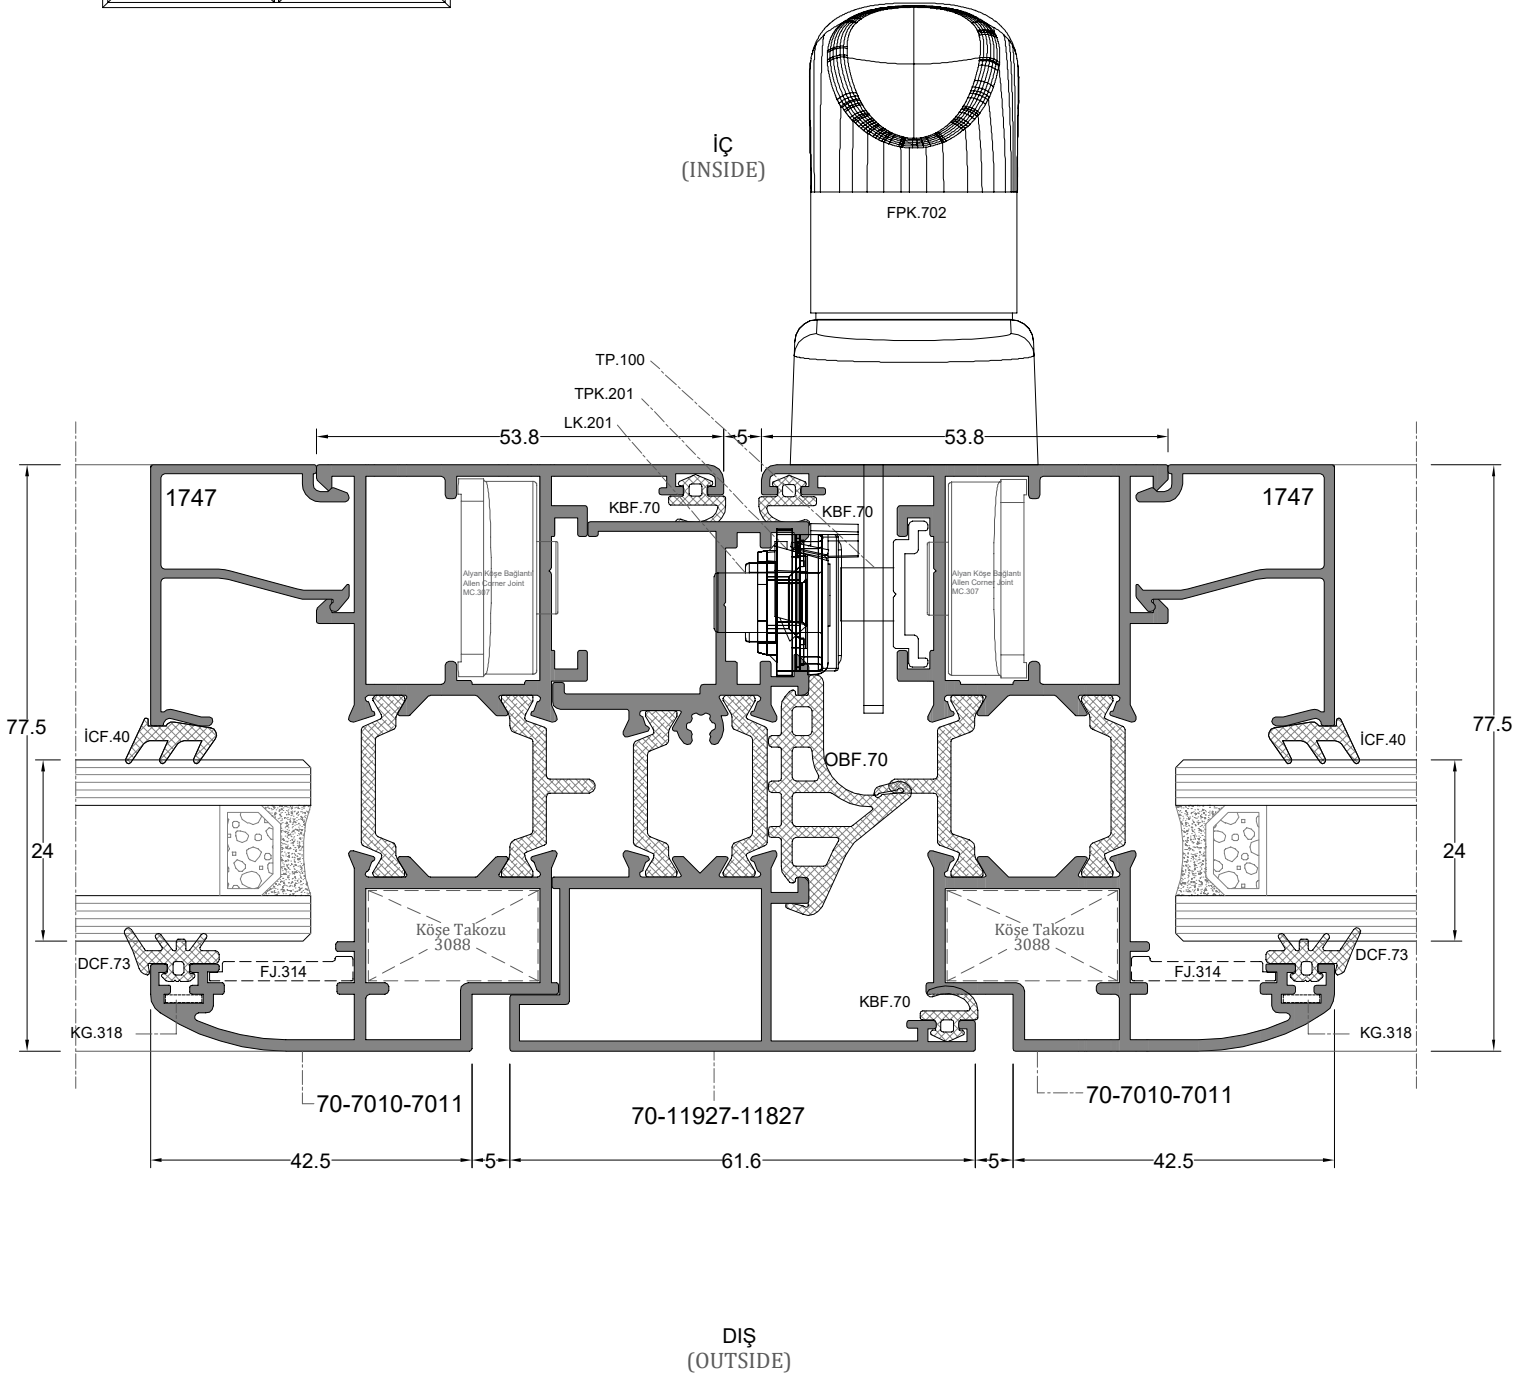 İÇ
(INSIDE)
FPK.702
TP.100
TPK.201
LK.201
53.8
5
53.8
1747
1747
KBF.70
KBF.70
Alyan Köşe Bağlantı
Allen Corner Joint
MC.307
Alyan Köşe Bağlantı
Allen Corner Joint
MC.307
77.5
77.5
İCF.40
İCF.40
OBF.70
24
24
Köşe Takozu
3088
Köşe Takozu
3088
DCF.73
DCF.73
FJ.314
FJ.314
KBF.70
KG.318
KG.318
70-7010-7011
70-11927-11827
70-7010-7011
42.5
5
61.6
5
42.5
DIŞ
(OUTSIDE)